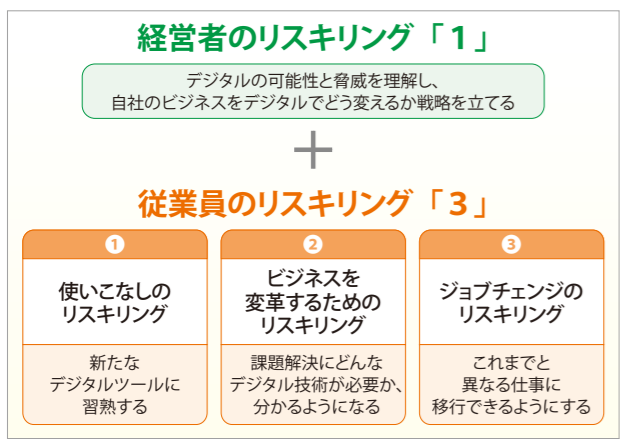 経営者のリスキリング「1」
デジタルの可能性と脅威を理解し、
自社のビジネスをデジタルでどう変えるか戦略を立てる
＋
従業員のリスキリング「3」
1
使いこなしの
リスキリング
新たな
デジタルツールに
習熟する
2
ビジネスを
変革するための
リスキリング
課題解決にどんな
デジタル技術が必要か、
分かるようになる
3
ジョブチェンジの
リスキリング
これまでと
異なる仕事に
移行できるようにする